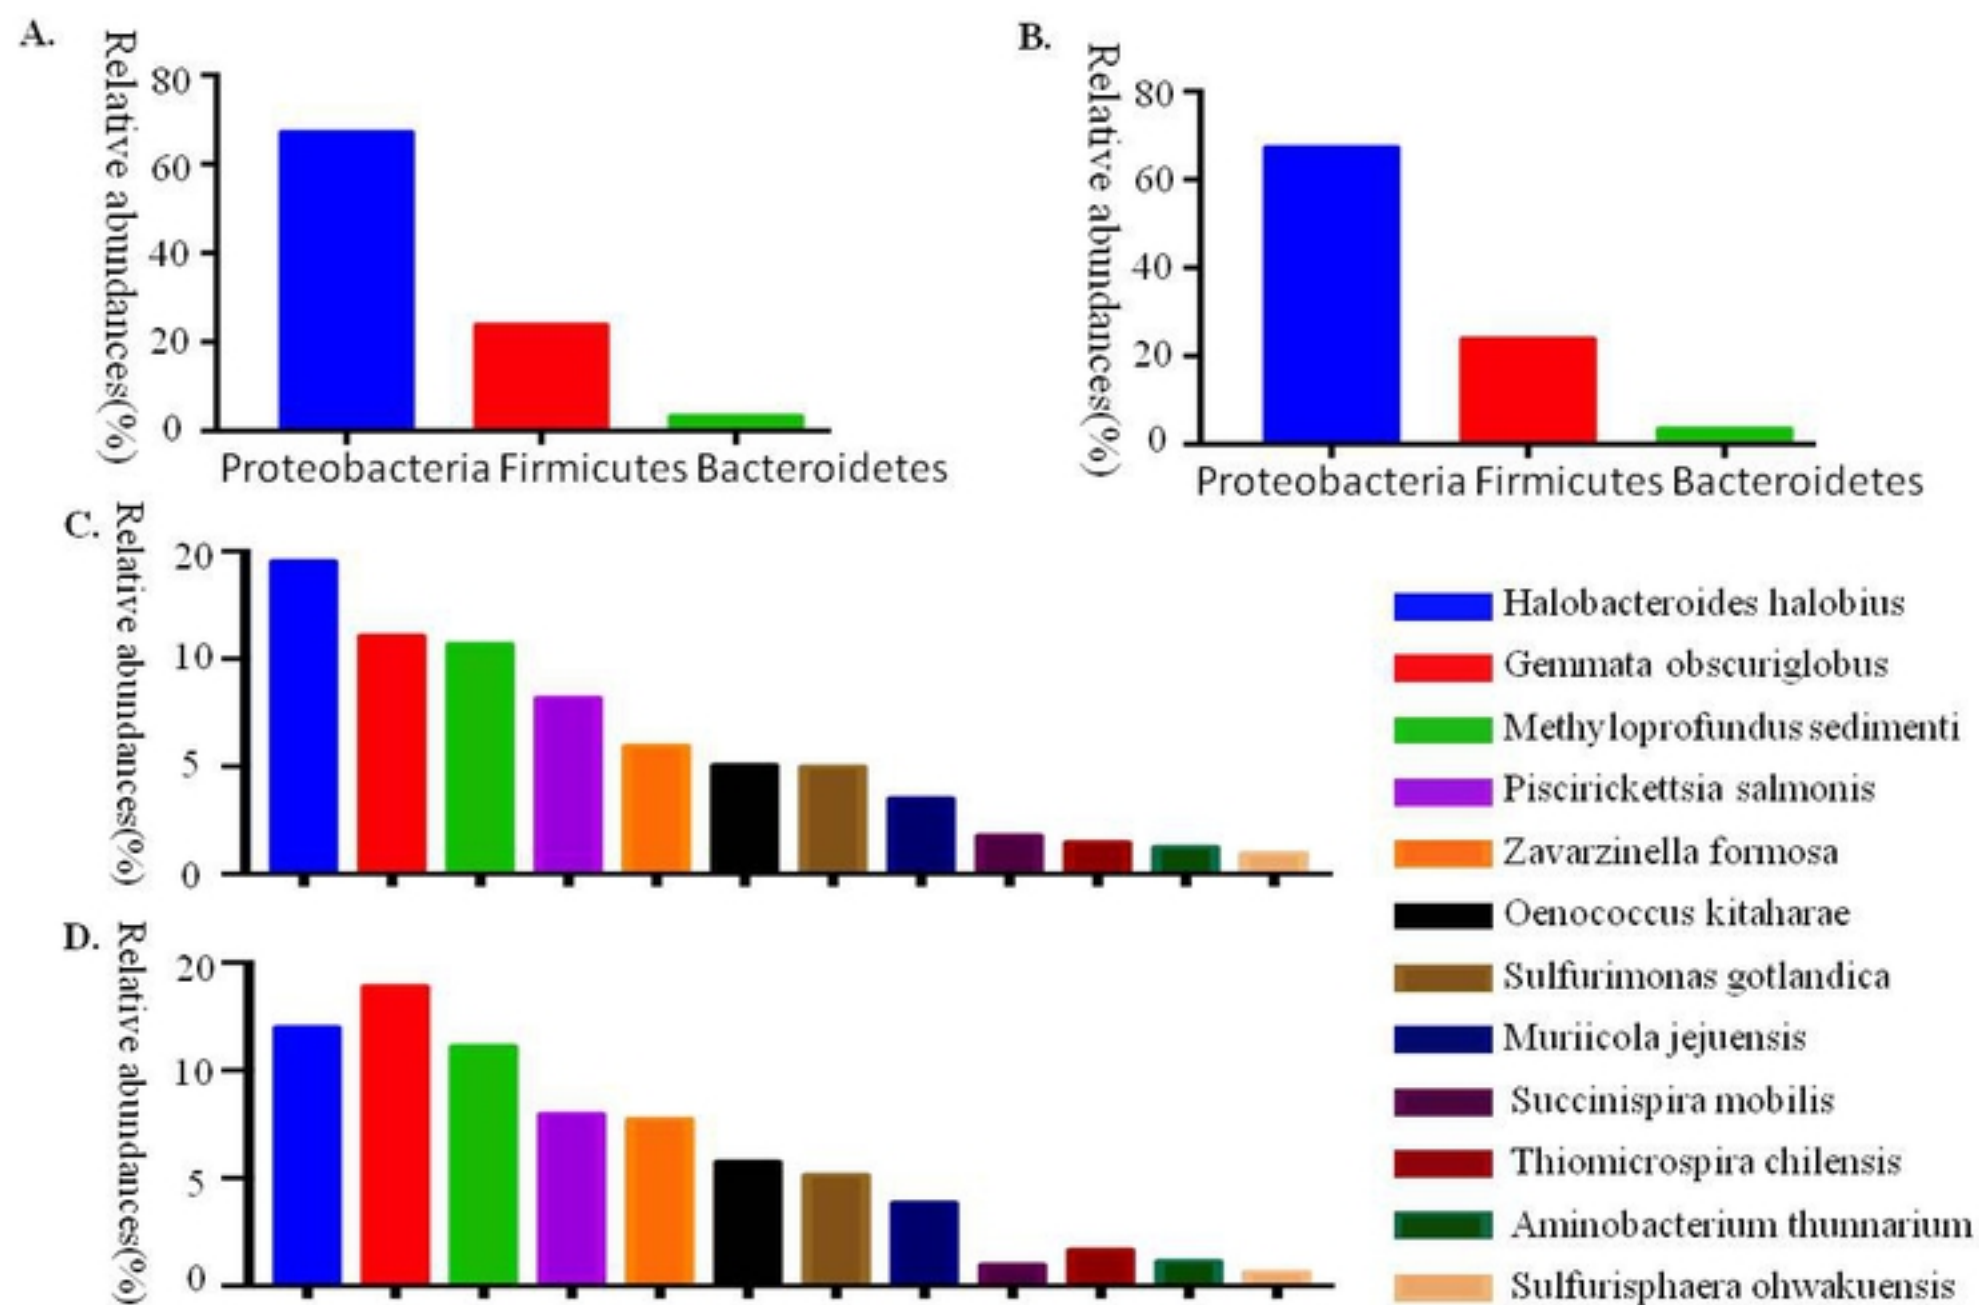 A.
Relative abundances(%)
80
60
40
20
0
Proteobacteria Firmicutes Bacteroidetes
B.
Relative abundances(%)
80
60
40
20
0
Proteobacteria Firmicutes Bacteroidetes
C.
Relative abundances(%)
20
10
5
0
D.
Relative abundances(%)
20
10
5
0
Halobacteroides halobius
Gemmata obscuriglobus
Methyloprofundus sedimenti
Piscirickettsia salmonis
Zavarzinella formosa
Oenococcus kitaharae
Sulfurimonas gotlandica
Muriicola jejuensis
Succinispira mobilis
Thiomicrospira chilensis
Aminobacterium thunnarium
Sulfurisphaera ohwakuensis